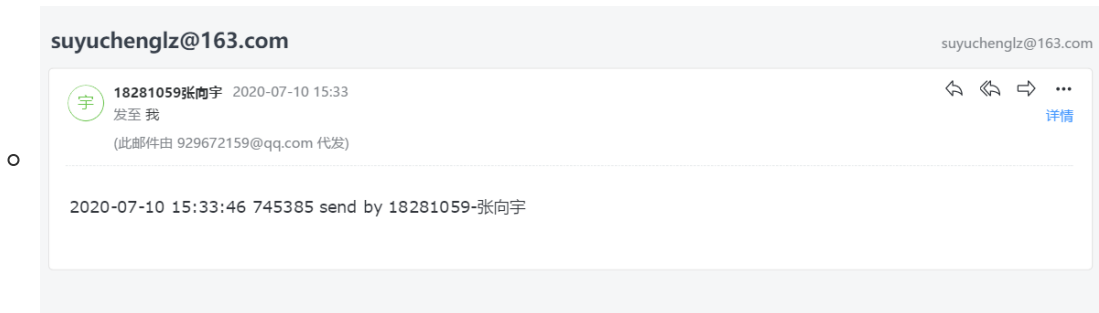 suyuchenglz@163.com
suyuchenglz@163.com
宇
18281059张向宇 2020-07-10 15:33
发至 我
详情
(此邮件由 929672159@qq.com 代发)
2020-07-10 15:33:46 745385 send by 18281059-张向宇